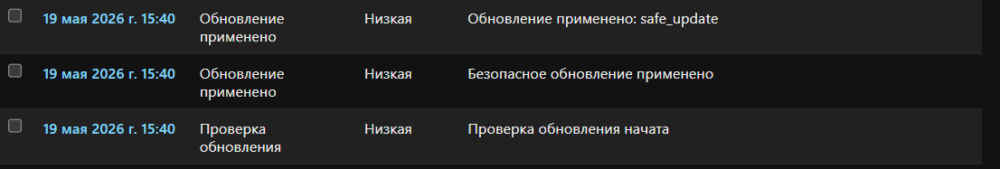 19 мая 2026 г. 15:40 Обновление применено Низкая Обновление применено: safe_update
19 мая 2026 г. 15:40 Обновление применено Низкая Безопасное обновление применено
19 мая 2026 г. 15:40 Проверка обновления Низкая Проверка обновления начата